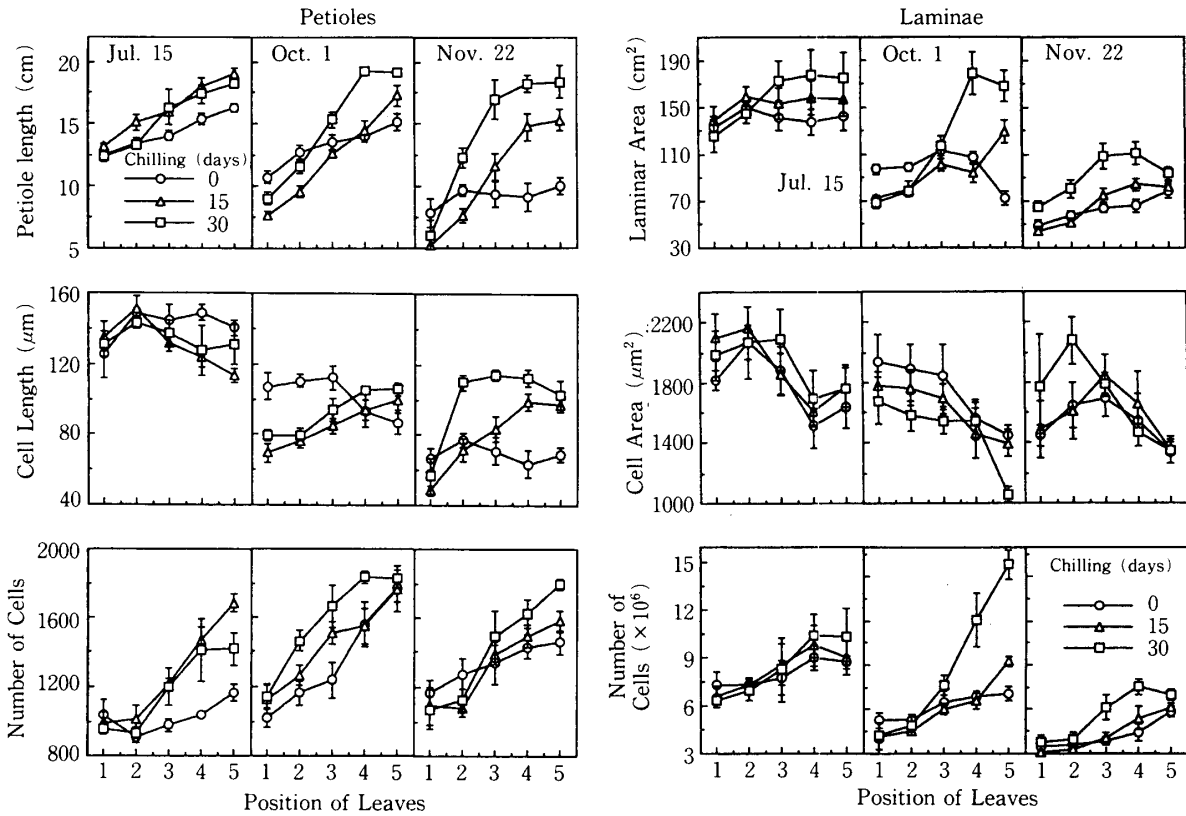 Petioles
Jul. 15
Oct. 1
Nov. 22
Petiole length (cm)
20
15
10
5
Chilling (days)
0
15
30
Cell Length (μm)
160
120
80
40
Number of Cells
2000
1600
1200
800
1 2 3 4 5
1 2 3 4 5
1 2 3 4 5
Position of Leaves
Laminae
Jul. 15
Oct. 1
Nov. 22
Laminar Area (cm²)
190
150
110
70
30
Cell Area (μm²)
2200
1800
1400
1000
Number of
Cells (×10⁶)
15
12
9
6
3
Chilling (days)
0
15
30
1 2 3 4 5
1 2 3 4 5
1 2 3 4 5
Position of Leaves